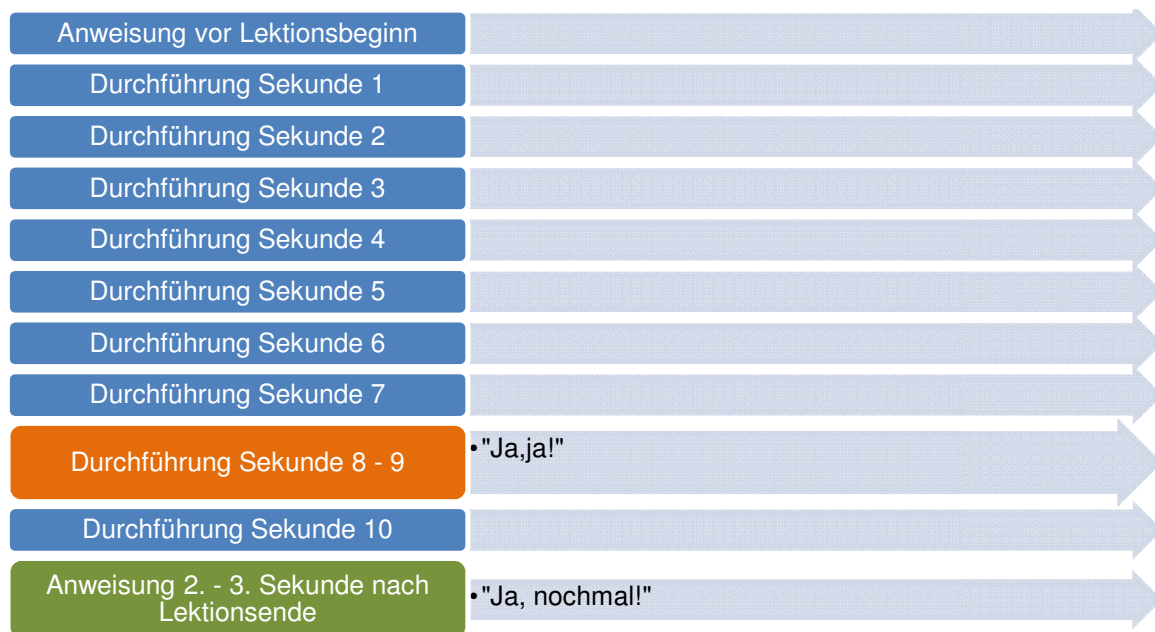 Anweisung vor Lektionsbeginn
Durchführung Sekunde 1
Durchführung Sekunde 2
Durchführung Sekunde 3
Durchführung Sekunde 4
Durchführung Sekunde 5
Durchführung Sekunde 6
Durchführung Sekunde 7
Durchführung Sekunde 8 - 9
•"Ja,ja!"
Durchführung Sekunde 10
Anweisung 2. - 3. Sekunde nach
Lektionsende
•"Ja, nochmal!"